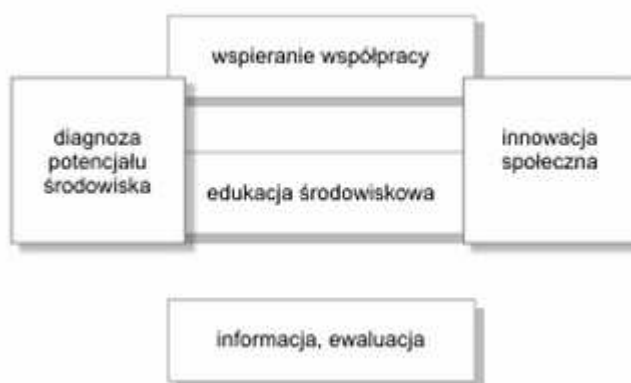 wspieranie współpracy
diagnoza
potencjału
środowiska
innowacja
społeczna
edukacja środowiskowa
informacja, ewaluacja